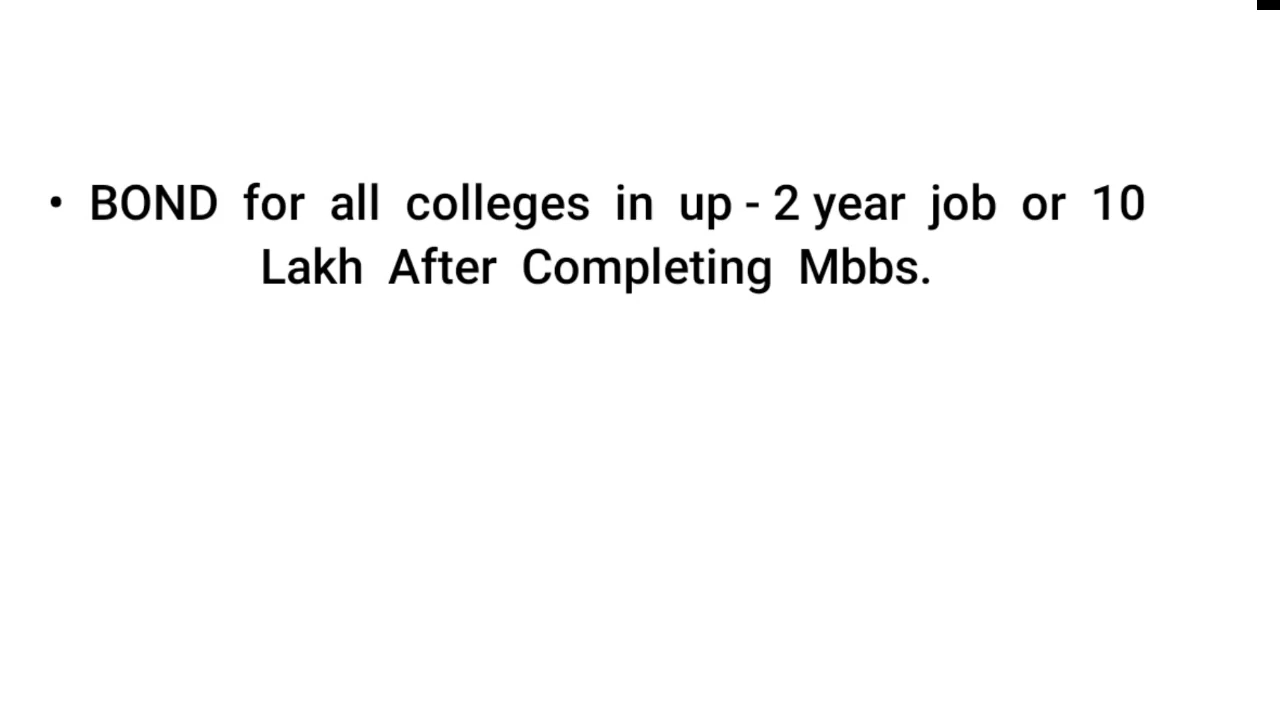 • BOND for all colleges in up - 2 year job or 10
Lakh After Completing Mbbs.